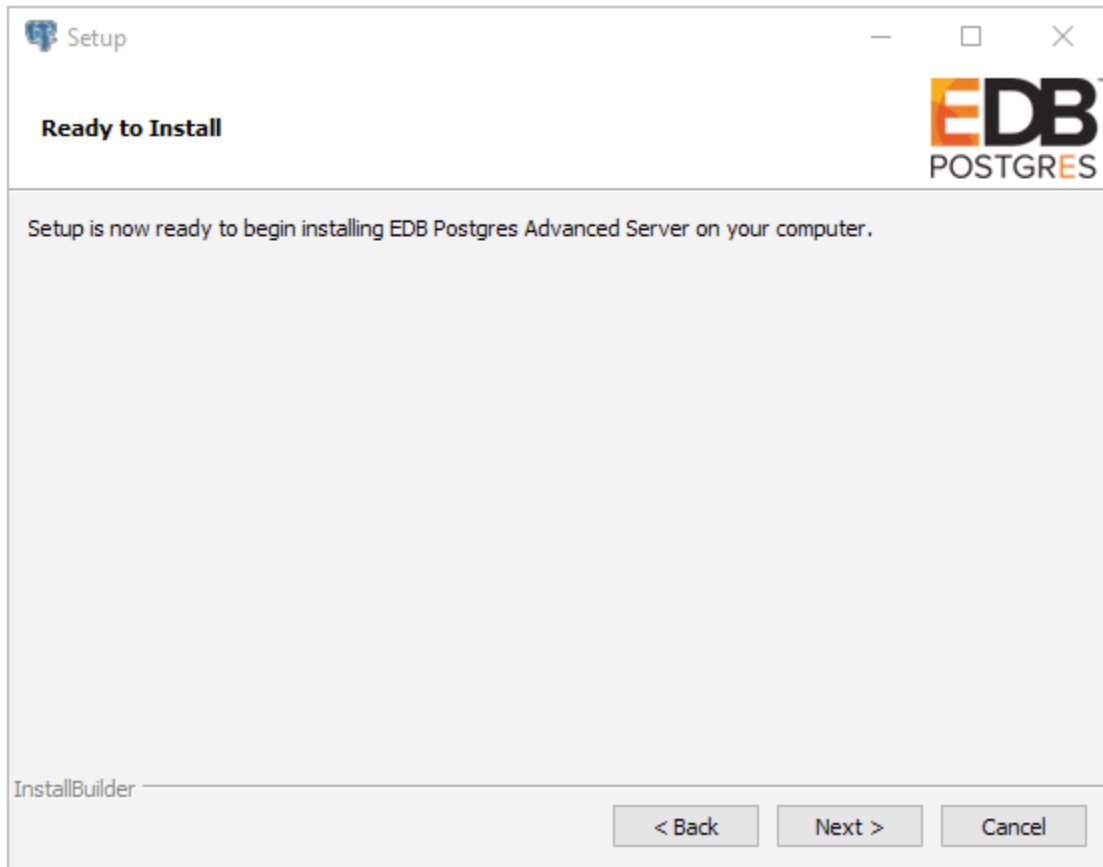 Setup
Ready to Install
EDB
POSTGRES
Setup is now ready to begin installing EDB Postgres Advanced Server on your computer.
InstallBuilder
< Back
Next >
Cancel